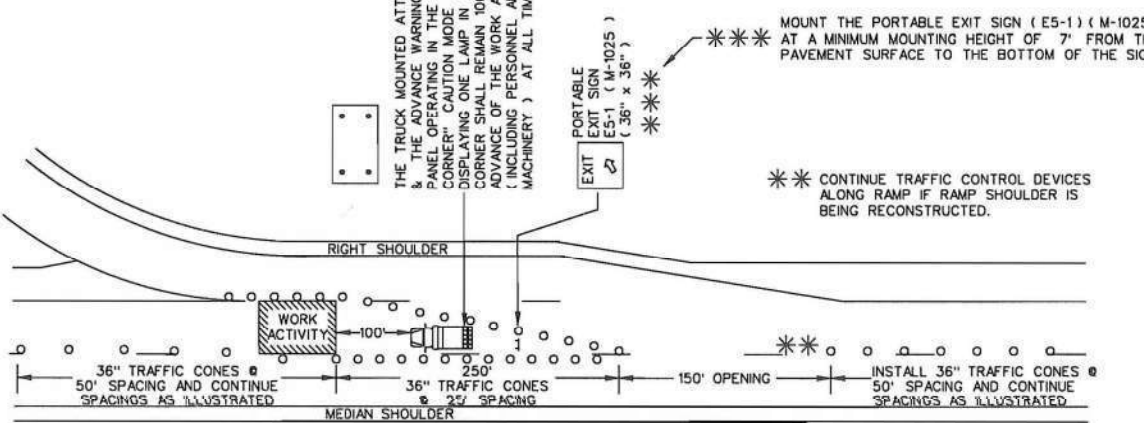 THE TRUCK MOUNTED ATT
& THE ADVANCE WARNING
PANEL OPERATING IN THE
CORNER" CAUTION MODE
DISPLAYING ONE LAMP IN
CORNER SHALL REMAIN 100
ADVANCE OF THE WORK A
( INCLUDING PERSONNEL A
MACHINERY ) AT ALL TIM
PORTABLE
EXIT SIGN
E5-1 ( M-1025 )
( 36" x 36" )
***
EXIT
*** MOUNT THE PORTABLE EXIT SIGN ( E5-1 ) ( M-1025
AT A MINIMUM MOUNTING HEIGHT OF 7' FROM T
PAVEMENT SURFACE TO THE BOTTOM OF THE SIG
** CONTINUE TRAFFIC CONTROL DEVICES
ALONG RAMP IF RAMP SHOULDER IS
BEING RECONSTRUCTED.
RIGHT SHOULDER
WORK
ACTIVITY
100'
**
36" TRAFFIC CONES @
50' SPACING AND CONTINUE
SPACINGS AS ILLUSTRATED
250'
36" TRAFFIC CONES
@ 25' SPACING
150' OPENING
INSTALL 36" TRAFFIC CONES @
50' SPACING AND CONTINUE
SPACINGS AS ILLUSTRATED
MEDIAN SHOULDER